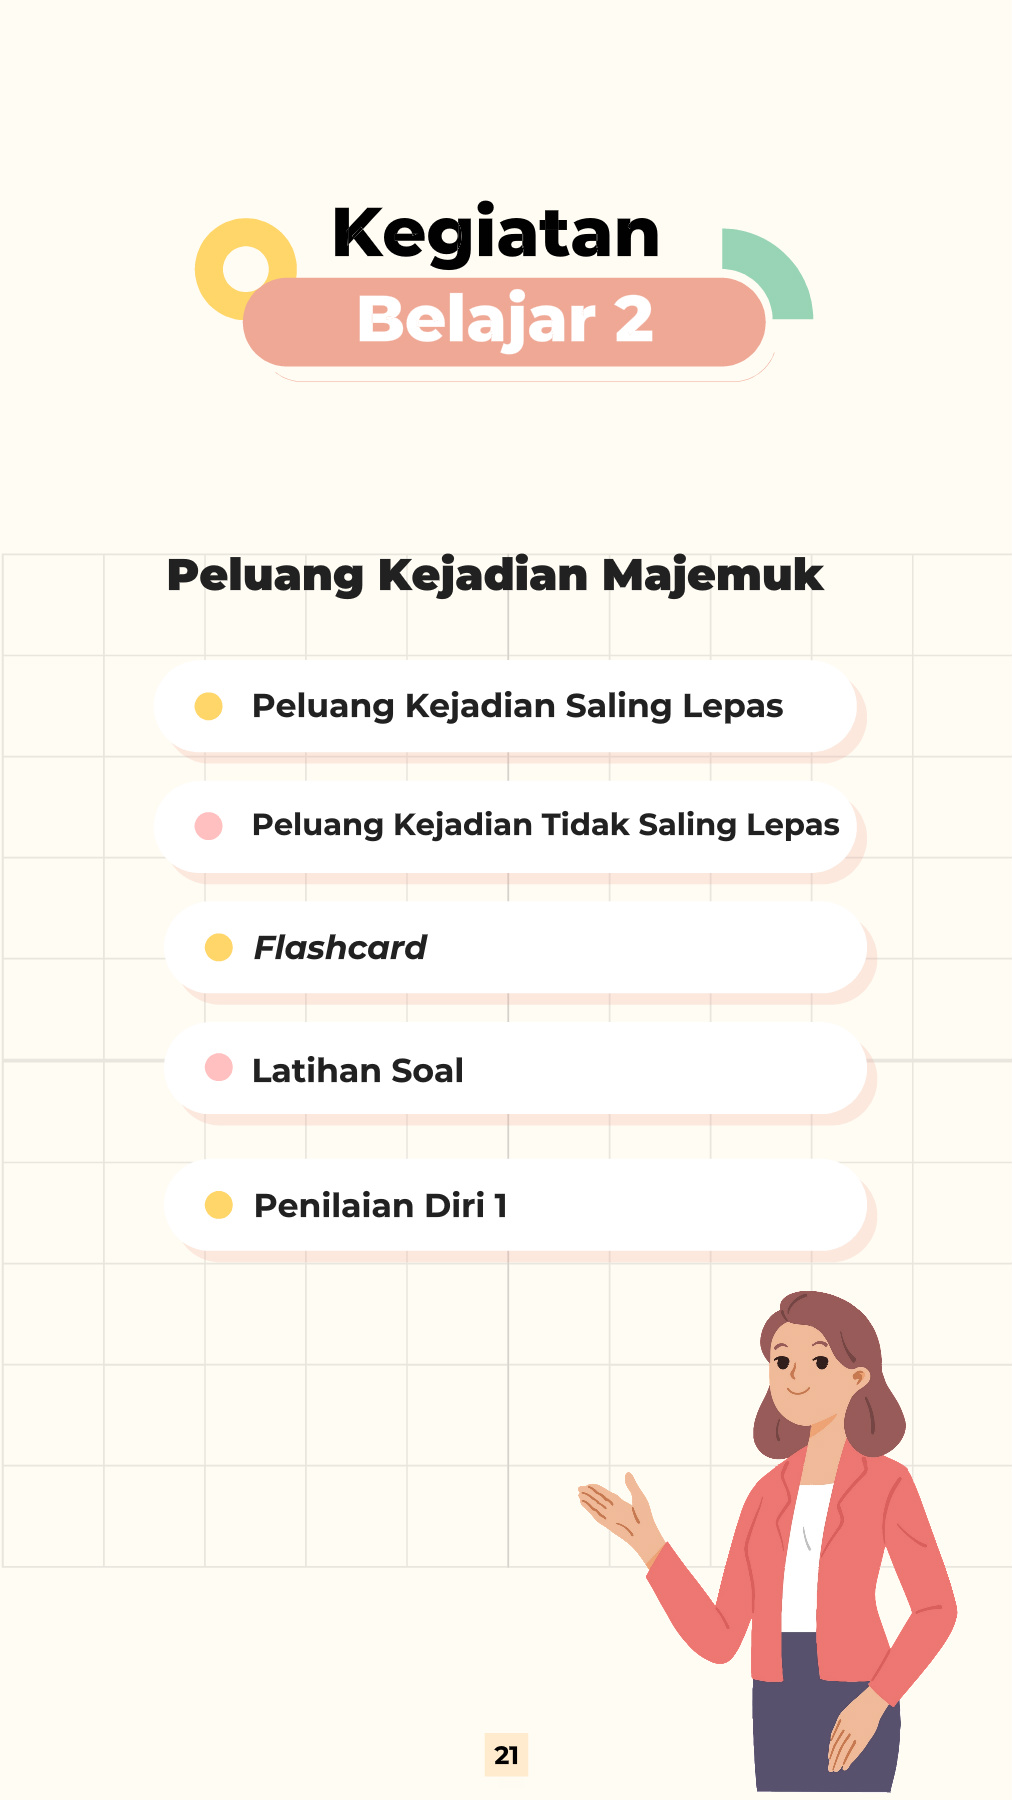 Kegiatan
Belajar 2
Peluang Kejadian Majemuk
Peluang Kejadian Saling Lepas
Peluang Kejadian Tidak Saling Lepas
Flashcard
Latihan Soal
Penilaian Diri 1
21